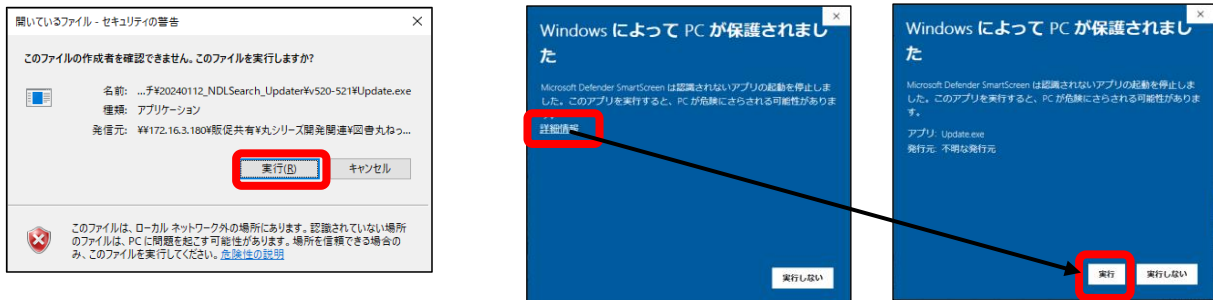 開いているファイル - セキュリティの警告
このファイルの作成者を確認できません。このファイルを実行しますか?
名前: ...チ¥20240112_NDLSearch_Updater¥v520-521¥Update.exe
種類: アプリケーション
発信元: ¥¥172.16.3.180¥販促共有¥丸シリーズ開発関連¥図書丸ねっ...
実行(R)
キャンセル
このファイルは、ローカル ネットワーク外の場所にあります。認識されていない場所
のファイルは、PC に問題を起こす可能性があります。場所を信頼できる場合の
み、このファイルを実行してください。危険性の説明
Windows によって PC が保護されまし
た
Microsoft Defender SmartScreen は認識されないアプリの起動を停止しま
した。このアプリを実行すると、PC が危険にさらされる可能性がありま
詳細情報
実行しない
Windows によって PC が保護されまし
た
Microsoft Defender SmartScreen は認識されないアプリの起動を停止しま
した。このアプリを実行すると、PC が危険にさらされる可能性がありま
す。
アプリ: Update.exe
発行元: 不明な発行元
実行
実行しない